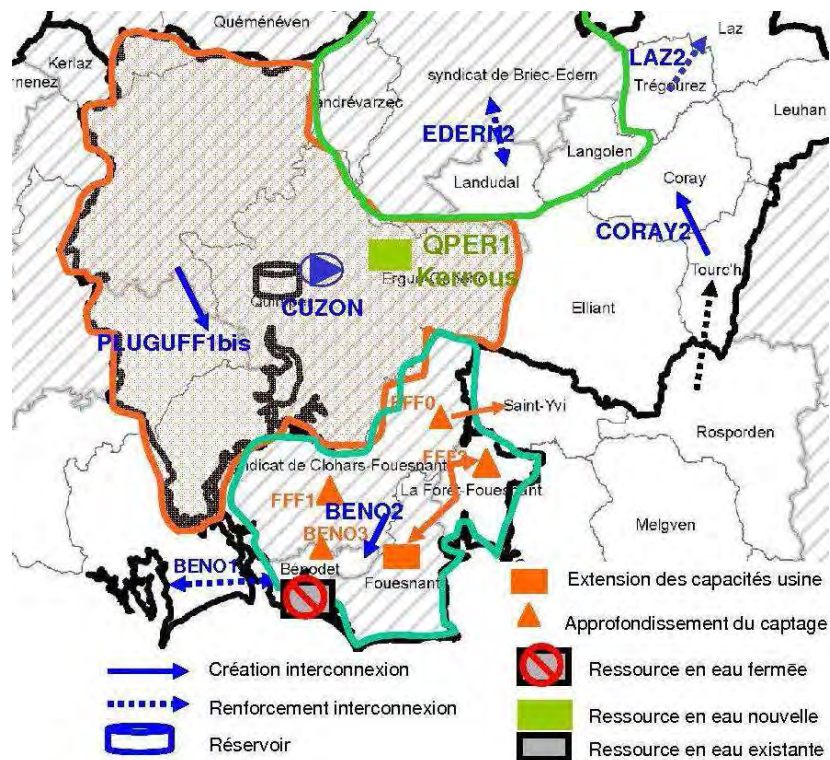 Quéménéven
Kerlaz
Laz
LAZ2
syndicat de Briec-Edern
Trégourez
andrévarzec
Leuhan
EDERN2
Langolen
Landudal
Coray
QPER1
CORAY2
Kerrous
Tourc'h
CUZON
Elliant
PLUGUFF1bis
FFF0
Saint-Yvi
Rosporden
yndicat de Clohars-Fouesnant
FFF2
La Forêt-Fouesnant
FFF1
BENO2
Melgven
BENO3
BENO1
Bénodet
Fouesnant
Extension des capacités usine
Approfondissement du captage
Création interconnexion
Ressource en eau fermée
Renforcement interconnexion
Ressource en eau nouvelle
Réservoir
Ressource en eau existante